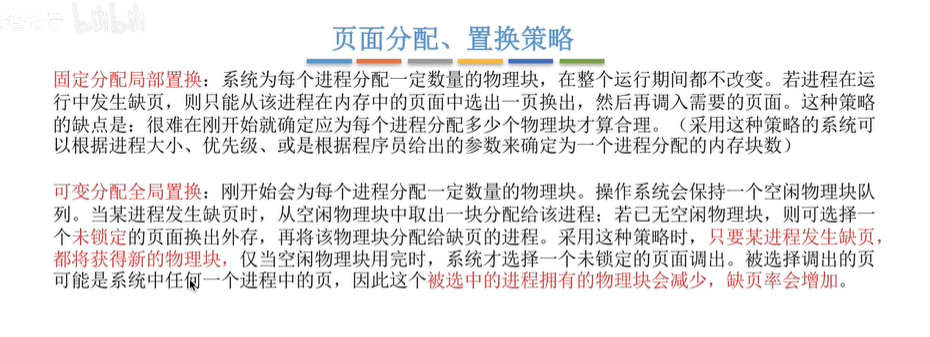 bilibili
页面分配、置换策略
固定分配局部置换：系统为每个进程分配一定数量的物理块，在整个运行期间都不改变。若进程在运
行中发生缺页，则只能从该进程在内存中的页面中选出一页换出，然后再调入需要的页面。这种策略
的缺点是：很难在刚开始就确定应为每个进程分配多少个物理块才算合理。（采用这种策略的系统可
以根据进程大小、优先级、或是根据程序员给出的参数来确定为一个进程分配的内存块数）
可变分配全局置换：刚开始会为每个进程分配一定数量的物理块。操作系统会保持一个空闲物理块队
列。当某进程发生缺页时，从空闲物理块中取出一块分配给该进程；若已无空闲物理块，则可选择一
个未锁定的页面换出外存，再将该物理块分配给缺页的进程。采用这种策略时，只要某进程发生缺页，
都将获得新的物理块，仅当空闲物理块用完时，系统才选择一个未锁定的页面调出。被选择调出的页
可能是系统中任何一个进程中的页，因此这个被选中的进程拥有的物理块会减少，缺页率会增加。